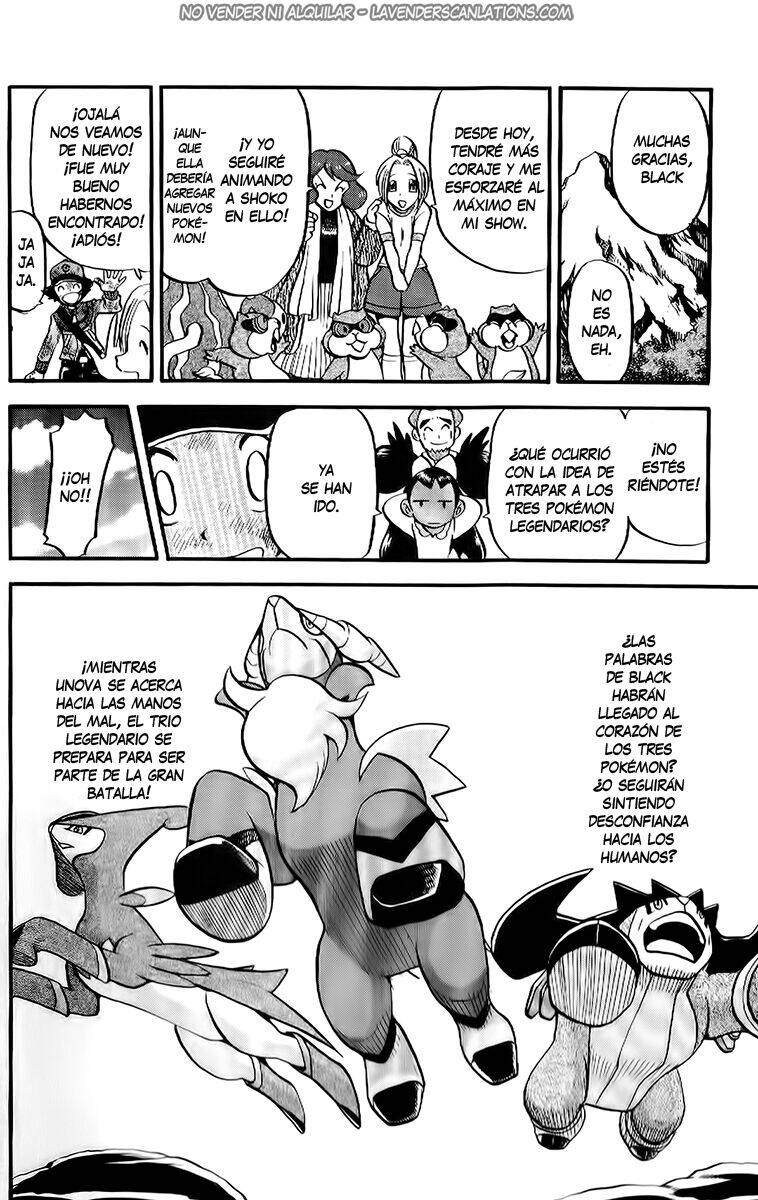 NO VENDER NI ALQUILAR - LAVENDERSCANLATIONS.COM
MUCHAS
GRACIAS,
BLACK
NO
ES
NADA,
EH.
DESDE HOY,
TENDRÉ MÁS
CORAJE Y ME
ESFORZARÉ AL
MÁXIMO EN
MI SHOW.
¡Y YO
SEGUIRÉ
ANIMANDO
A SHOKO
EN ELLO!
¡AUN-
QUE
ELLA
DEBERÍA
AGREGAR
NUEVOS
POKÉ-
MON!
¡OJALÁ
NOS VEAMOS
DE NUEVO!
¡FUE MUY
BUENO
HABERNOS
ENCONTRADO!
¡ADIÓS!
JA
JA
JA.
¡NO
ESTÉS
RIÉNDOTE!
¿QUÉ OCURRIÓ
CON LA IDEA DE
ATRAPAR A LOS
TRES POKÉMON
LEGENDARIOS?
YA
SE HAN
IDO.
¡¡OH
NO!!
¿LAS
PALABRAS
DE BLACK
HABRÁN
LLEGADO AL
CORAZÓN DE
LOS TRES
POKÉMON?
¿O SEGUIRÁN
SINTIENDO
DESCONFIANZA
HACIA LOS
HUMANOS?
¡MIENTRAS
UNOVA SE ACERCA
HACIA LAS MANOS
DEL MAL, EL TRIO
LEGENDARIO SE
PREPARA PARA SER
PARTE DE LA GRAN
BATALLA!